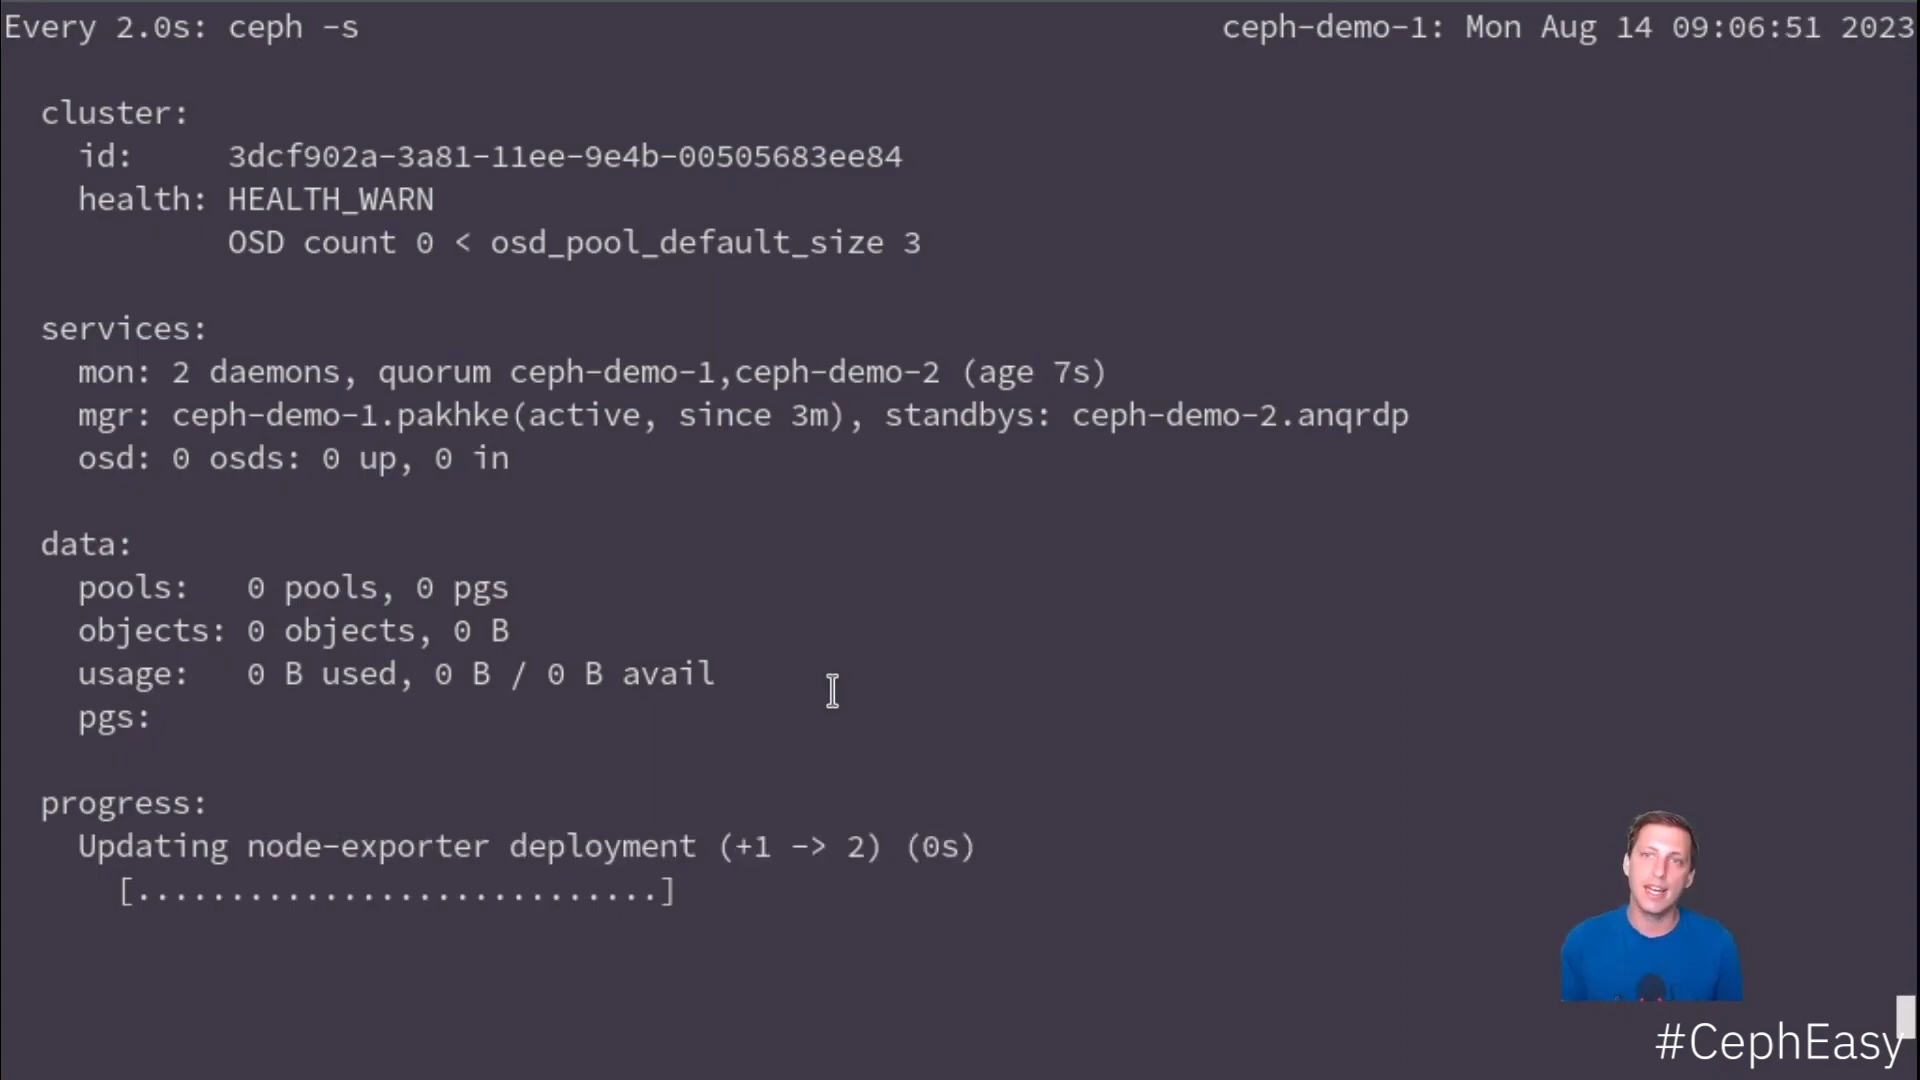 Every 2.0s: ceph -s ceph-demo-1: Mon Aug 14 09:06:51 2023
cluster:
id: 3dcf902a-3a81-11ee-9e4b-00505683ee84
health: HEALTH_WARN
OSD count 0 < osd_pool_default_size 3
services:
mon: 2 daemons, quorum ceph-demo-1,ceph-demo-2 (age 7s)
mgr: ceph-demo-1.pakhke(active, since 3m), standbys: ceph-demo-2.anqrdp
osd: 0 osds: 0 up, 0 in
data:
pools: 0 pools, 0 pgs
objects: 0 objects, 0 B
usage: 0 B used, 0 B / 0 B avail
pgs:
progress:
Updating node-exporter deployment (+1 -> 2) (0s)
[............................]
#CephEasy